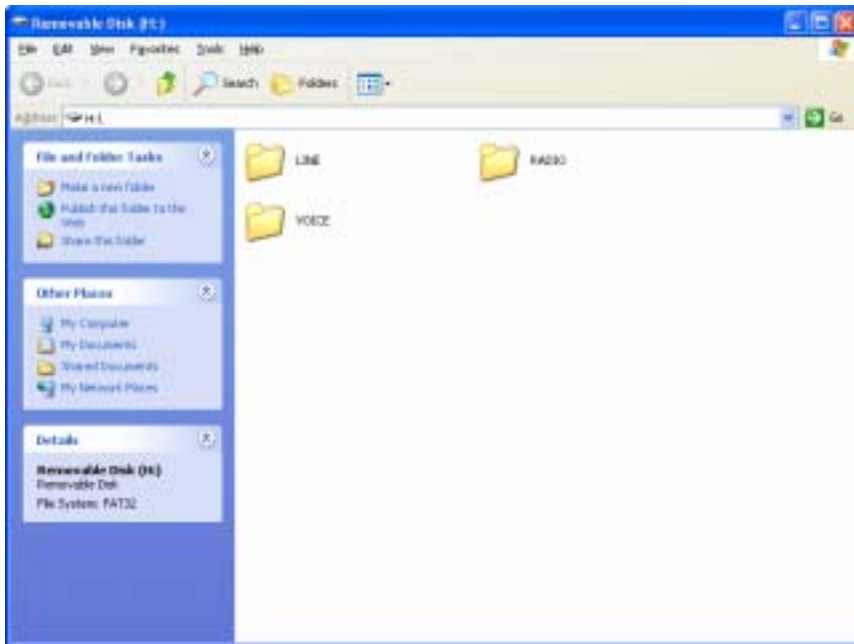 Removable Disk (H:)
File Edit View Favorites Tools Help
Back Search Folders
Address H:\ Go
File and Folder Tasks
Make a new folder
Publish this folder to the
Web
Share this folder
Other Places
My Computer
My Documents
Shared Documents
My Network Places
Details
Removable Disk (H:)
Removable Disk
File System: FAT32
LINE RADIO
VOICE